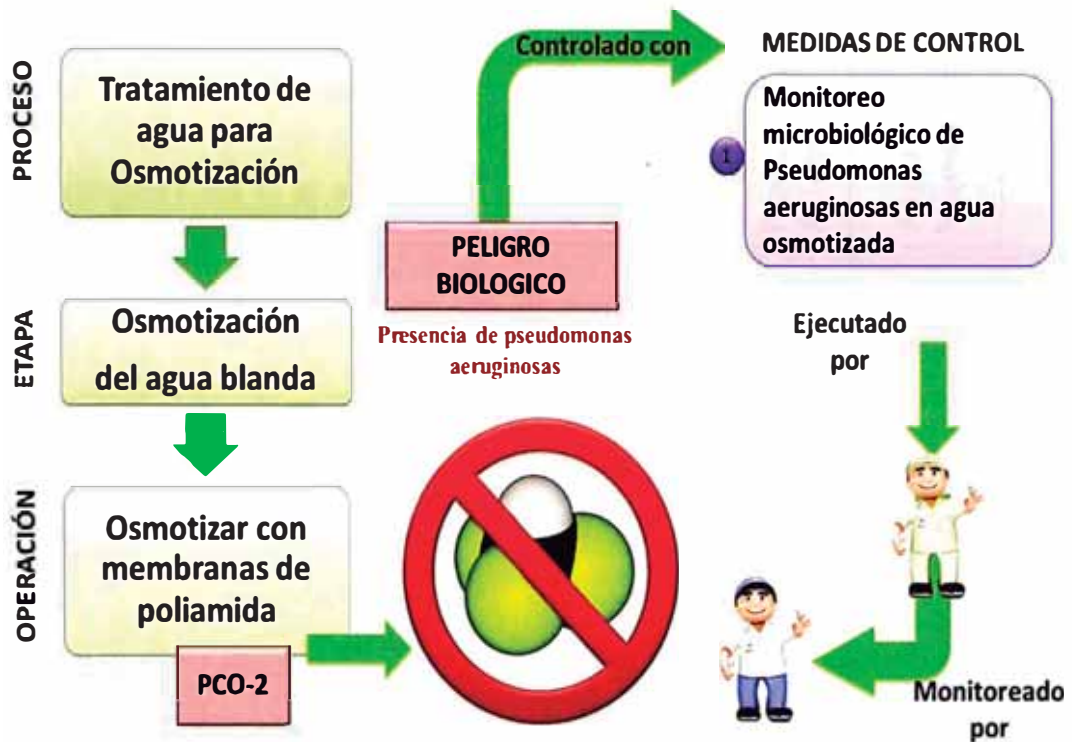 PROCESO
Tratamiento de
agua para
Osmotización
ETAPA
Osmotización
del agua blanda
OPERACIÓN
Osmotizar con
membranas de
poliamida
PCO-2
PELIGRO
BIOLOGICO
Presencia de pseudomonas
aeruginosas
Controlado con
MEDIDAS DE CONTROL
1
Monitoreo
microbiológico de
Pseudomonas
aeruginosas en agua
osmotizada
Ejecutado
por
Monitoreado
por